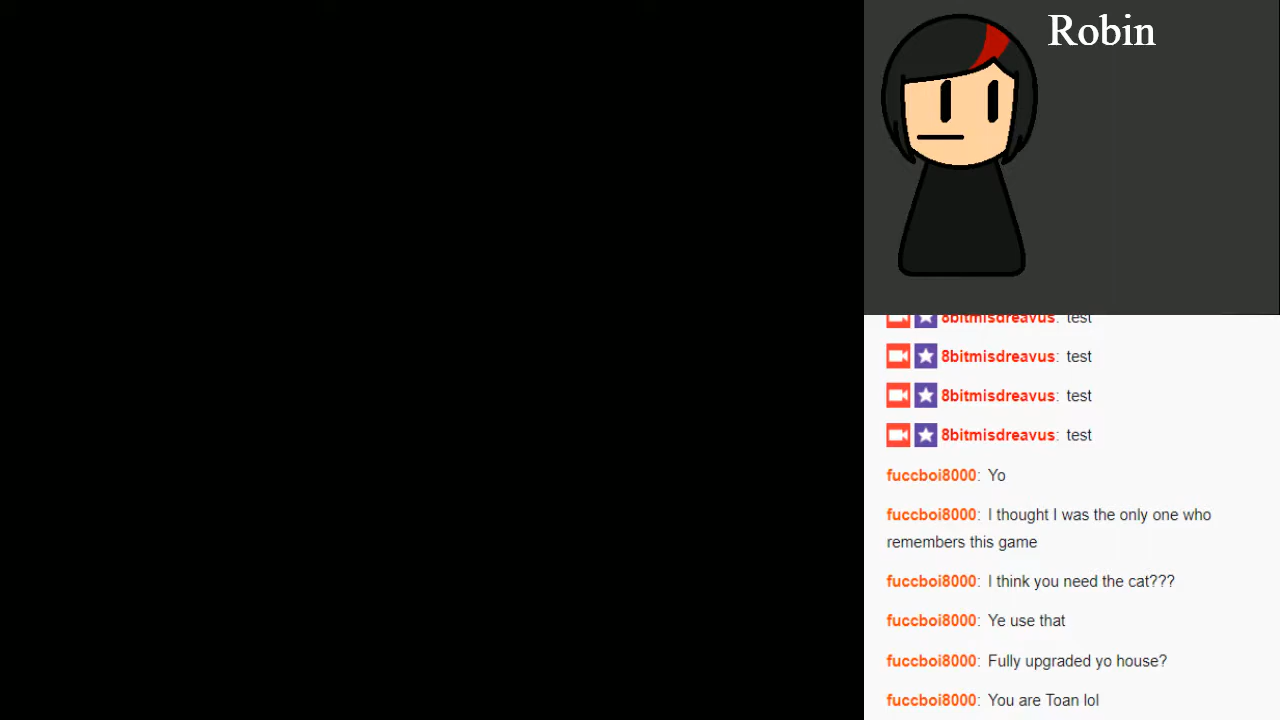 Robin
8bitmisdreavus: test
8bitmisdreavus: test
8bitmisdreavus: test
8bitmisdreavus: test
fuccboi8000: Yo
fuccboi8000: I thought I was the only one who
remembers this game
fuccboi8000: I think you need the cat???
fuccboi8000: Ye use that
fuccboi8000: Fully upgraded yo house?
fuccboi8000: You are Toan lol